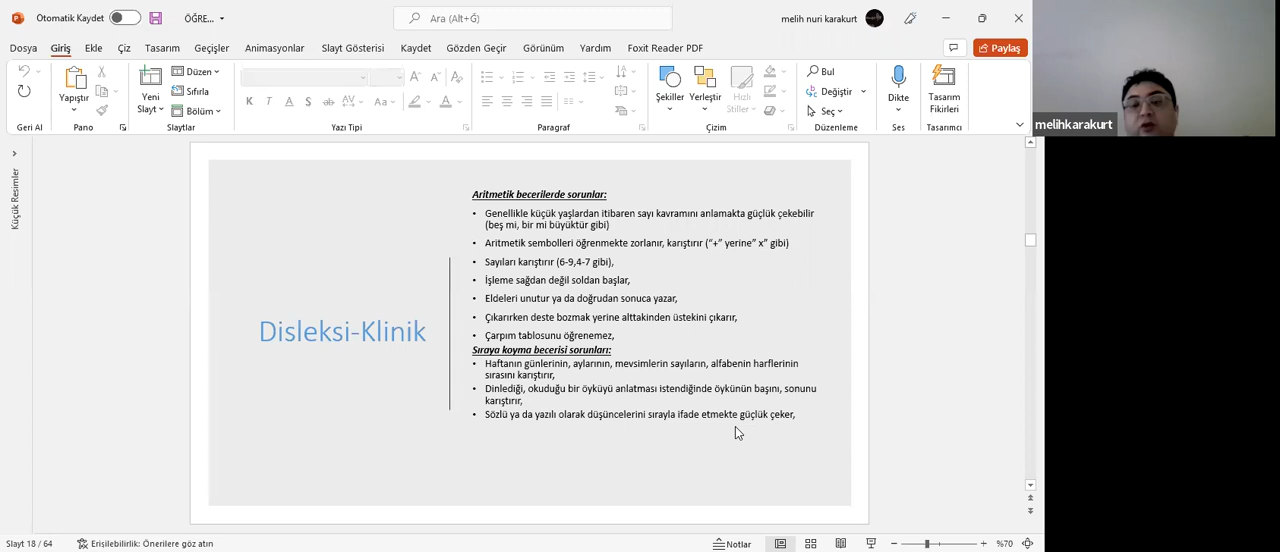 Otomatik Kaydet
ÖĞRE...
Ara (Alt+Ğ)
melih nuri karakurt
Dosya Giriş Ekle Çiz Tasarım Geçişler Animasyonlar Slayt Gösterisi Kaydet Gözden Geçir Görünüm Yardım Foxit Reader PDF
Paylaş
Yapıştır
Yeni Slayt
Düzen
Sıfırla
Bölüm
K T A S ab AV Aa A A A
Şekiller
Yerleştir
Hızlı Stiller
Bul
Değiştir
Seç
Dikte
Tasarım Fikirleri
Geri Al Pano Slaytlar Yazı Tipi Paragraf Çizim Düzenleme Ses Tasarımcı
melihkarakurt
Küçük Resimler
Disleksi-Klinik
Aritmetik becerilerde sorunlar:
• Genellikle küçük yaşlardan itibaren sayı kavramını anlamakta güçlük çekebilir
(beş mi, bir mi büyüktür gibi)
• Aritmetik sembolleri öğrenmekte zorlanır, karıştırır ("+" yerine" x" gibi)
• Sayıları karıştırır (6-9,4-7 gibi),
• İşleme sağdan değil soldan başlar,
• Eldeleri unutur ya da doğrudan sonuca yazar,
• Çıkarırken deste bozmak yerine alttakinden üstekini çıkarır,
• Çarpım tablosunu öğrenemez,
Sıraya koyma becerisi sorunları:
• Haftanın günlerinin, aylarının, mevsimlerin sayıların, alfabenin harflerinin
sırasını karıştırır,
• Dinlediği, okuduğu bir öyküyü anlatması istendiğinde öykünün başını, sonunu
karıştırır,
• Sözlü ya da yazılı olarak düşüncelerini sırayla ifade etmekte güçlük çeker,
Slayt 18 / 64
Erişilebilirlik: Önerilere göz atın
Notlar
%70